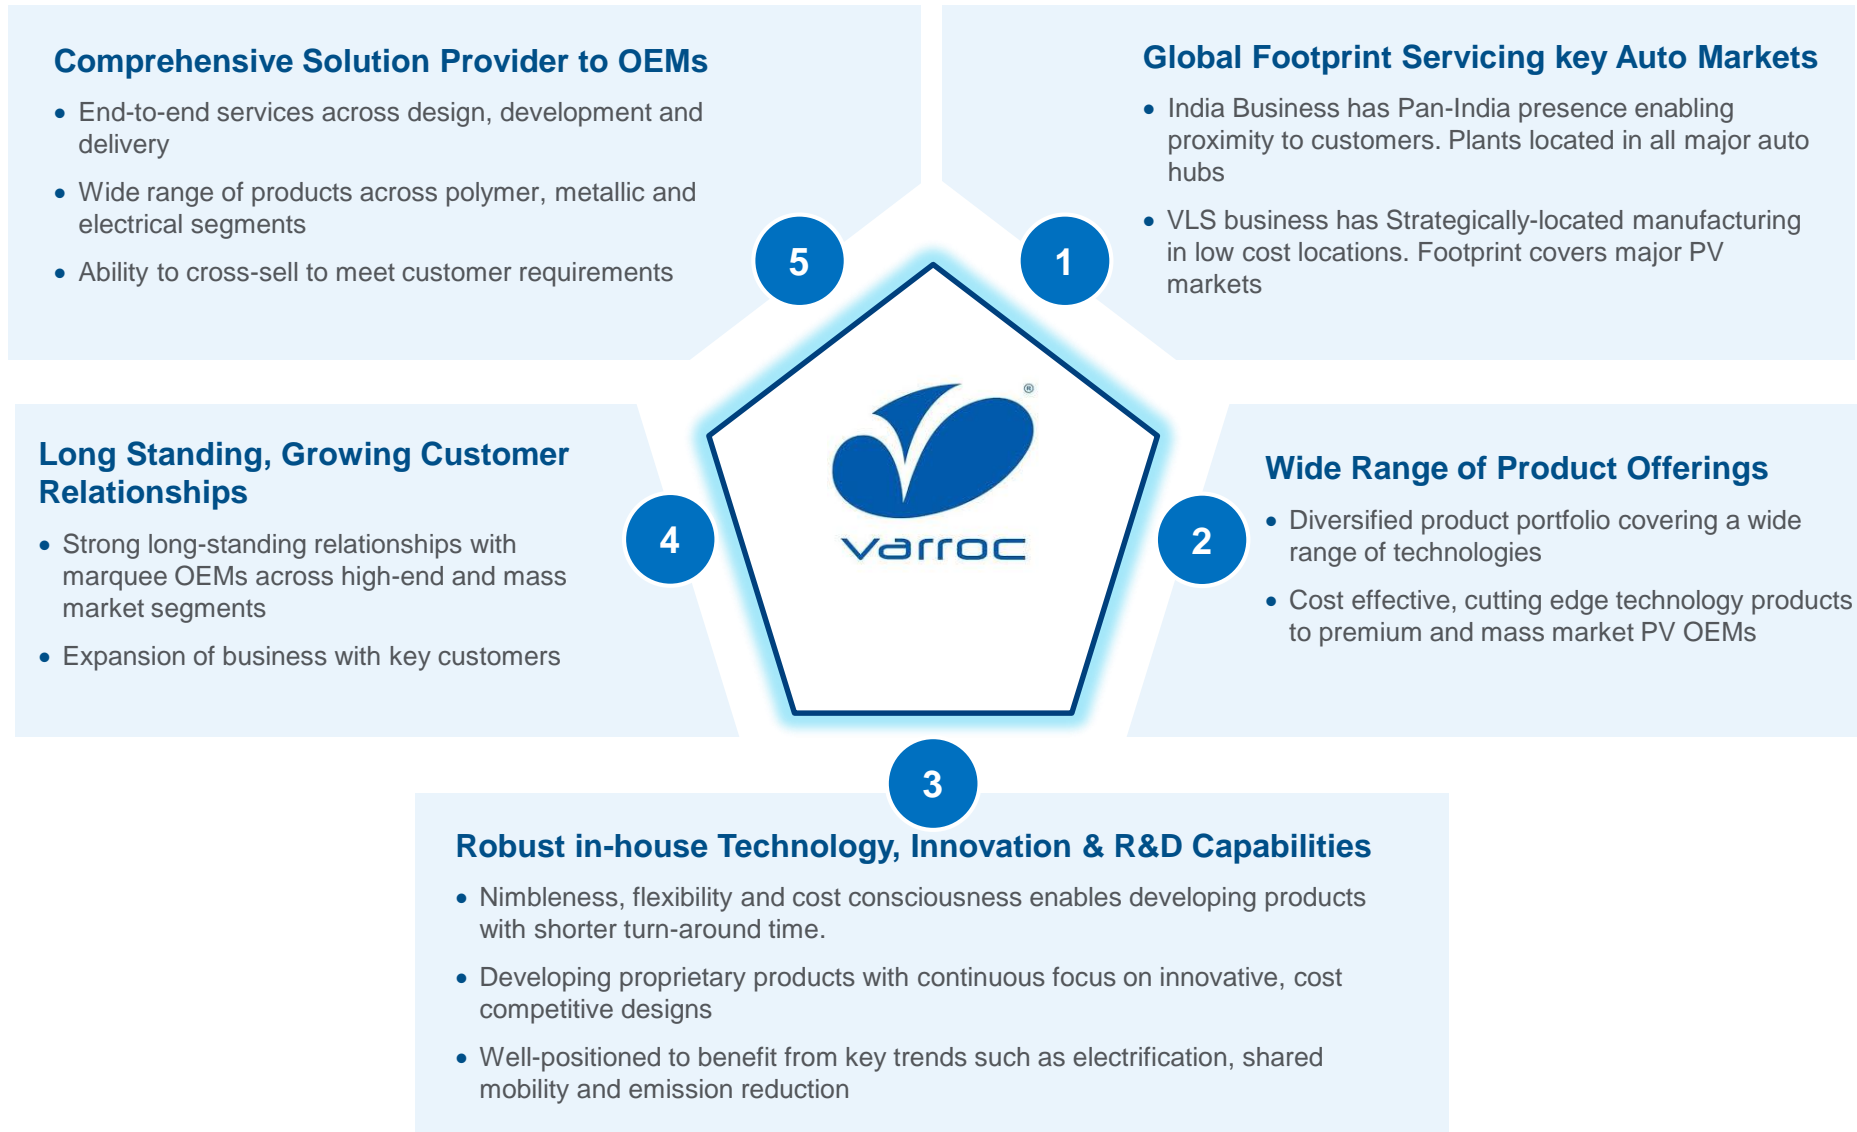 Comprehensive Solution Provider to OEMs
• End-to-end services across design, development and
delivery
• Wide range of products across polymer, metallic and
electrical segments
• Ability to cross-sell to meet customer requirements
5
Global Footprint Servicing key Auto Markets
• India Business has Pan-India presence enabling
proximity to customers. Plants located in all major auto
hubs
• VLS business has Strategically-located manufacturing
in low cost locations. Footprint covers major PV
markets
1
Long Standing, Growing Customer
Relationships
• Strong long-standing relationships with
marquee OEMs across high-end and mass
market segments
• Expansion of business with key customers
4
®
varroc
2
Wide Range of Product Offerings
• Diversified product portfolio covering a wide
range of technologies
• Cost effective, cutting edge technology products
to premium and mass market PV OEMs
3
Robust in-house Technology, Innovation & R&D Capabilities
• Nimbleness, flexibility and cost consciousness enables developing products
with shorter turn-around time.
• Developing proprietary products with continuous focus on innovative, cost
competitive designs
• Well-positioned to benefit from key trends such as electrification, shared
mobility and emission reduction